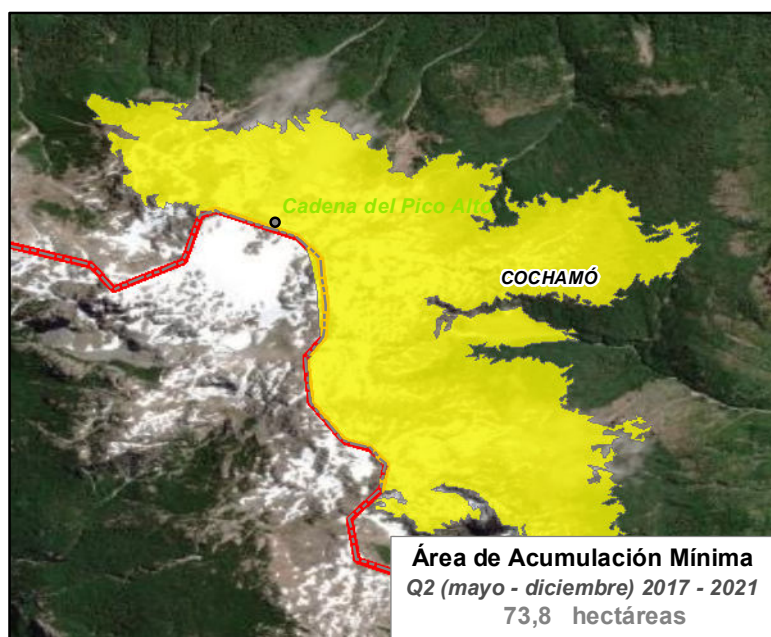 Cadena del Pico Alto
COCHAMÓ
Área de Acumulación Mínima
Q2 (mayo - diciembre) 2017 - 2021
73,8 hectáreas